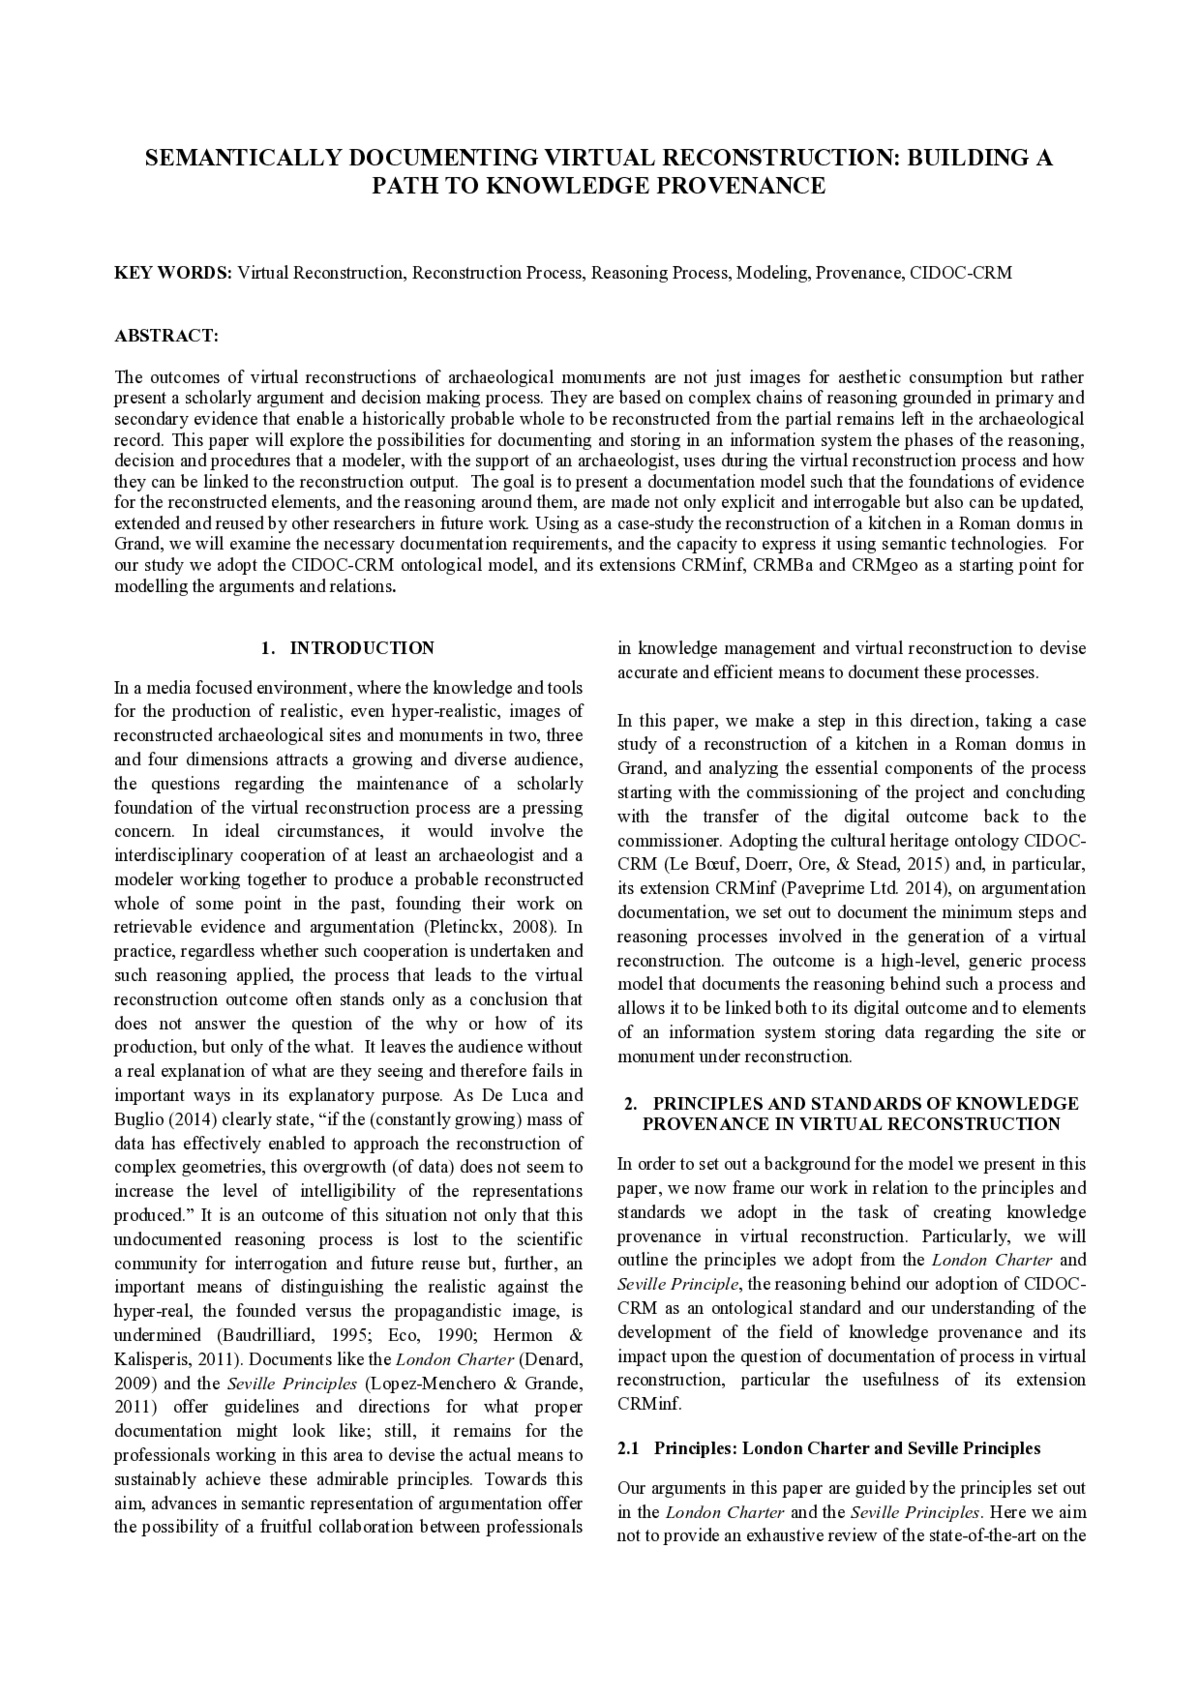 SEMANTICALLY DOCUMENTING VIRTUAL RECONSTRUCTION: BUILDING A
PATH TO KNOWLEDGE PROVENANCE
KEY WORDS: Virtual Reconstruction, Reconstruction Process, Reasoning Process, Modeling, Provenance, CIDOC-CRM
ABSTRACT:
The outcomes of virtual reconstructions of archaeological monuments are not just images for aesthetic consumption but rather
present a scholarly argument and decision making process. They are based on complex chains of reasoning grounded in primary and
secondary evidence that enable a historically probable whole to be reconstructed from the partial remains left in the archaeological
record. This paper will explore the possibilities for documenting and storing in an information system the phases of the reasoning,
decision and procedures that a modeler, with the support of an archaeologist, uses during the virtual reconstruction process and how
they can be linked to the reconstruction output.  The goal is to present a documentation model such that the foundations of evidence
for the reconstructed elements, and the reasoning around them, are made not only explicit and interrogable but also can be updated,
extended and reused by other researchers in future work. Using as a case-study the reconstruction of a kitchen in a Roman domus in
Grand, we will examine the necessary documentation requirements, and the capacity to express it using semantic technologies.  For
our study we adopt the CIDOC-CRM ontological model, and its extensions CRMinf, CRMBa and CRMgeo as a starting point for
modelling the arguments and relations.
1. INTRODUCTION
In a media focused environment, where the knowledge and tools
for the production of realistic, even hyper-realistic, images of
reconstructed archaeological sites and monuments in two, three
and four dimensions attracts a growing and diverse audience,
the questions regarding the maintenance of a scholarly
foundation of the virtual reconstruction process are a pressing
concern. In ideal circumstances, it would involve the
interdisciplinary cooperation of at least an archaeologist and a
modeler working together to produce a probable reconstructed
whole of some point in the past, founding their work on
retrievable evidence and argumentation (Pletinckx, 2008). In
practice, regardless whether such cooperation is undertaken and
such reasoning applied, the process that leads to the virtual
reconstruction outcome often stands only as a conclusion that
does not answer the question of the why or how of its
production, but only of the what.  It leaves the audience without
a real explanation of what are they seeing and therefore fails in
important ways in its explanatory purpose. As De Luca and
Buglio (2014) clearly state, “if the (constantly growing) mass of
data has effectively enabled to approach the reconstruction of
complex geometries, this overgrowth (of data) does not seem to
increase the level of intelligibility of the representations
produced.” It is an outcome of this situation not only that this
undocumented reasoning process is lost to the scientific
community for interrogation and future reuse but, further, an
important means of distinguishing the realistic against the
hyper-real, the founded versus the propagandistic image, is
undermined (Baudrilliard, 1995; Eco, 1990; Hermon &
Kalisperis, 2011). Documents like the London Charter (Denard,
2009) and the Seville Principles (Lopez-Menchero & Grande,
2011) offer guidelines and directions for what proper
documentation might look like; still, it remains for the
professionals working in this area to devise the actual means to
sustainably achieve these admirable principles. Towards this
aim, advances in semantic representation of argumentation offer
the possibility of a fruitful collaboration between professionals
in knowledge management and virtual reconstruction to devise
accurate and efficient means to document these processes.
In this paper, we make a step in this direction, taking a case
study of a reconstruction of a kitchen in a Roman domus in
Grand, and analyzing the essential components of the process
starting with the commissioning of the project and concluding
with the transfer of the digital outcome back to the
commissioner. Adopting the cultural heritage ontology CIDOC-
CRM (Le Bœuf, Doerr, Ore, & Stead, 2015) and, in particular,
its extension CRMinf (Paveprime Ltd. 2014), on argumentation
documentation, we set out to document the minimum steps and
reasoning processes involved in the generation of a virtual
reconstruction. The outcome is a high-level, generic process
model that documents the reasoning behind such a process and
allows it to be linked both to its digital outcome and to elements
of an information system storing data regarding the site or
monument under reconstruction.
2. PRINCIPLES AND STANDARDS OF KNOWLEDGE
PROVENANCE IN VIRTUAL RECONSTRUCTION
In order to set out a background for the model we present in this
paper, we now frame our work in relation to the principles and
standards we adopt in the task of creating knowledge
provenance in virtual reconstruction. Particularly, we will
outline the principles we adopt from the London Charter and
Seville Principle, the reasoning behind our adoption of CIDOC-
CRM as an ontological standard and our understanding of the
development of the field of knowledge provenance and its
impact upon the question of documentation of process in virtual
reconstruction, particular the usefulness of its extension
CRMinf.
2.1 Principles: London Charter and Seville Principles
Our arguments in this paper are guided by the principles set out
in the London Charter and the Seville Principles. Here we aim
not to provide an exhaustive review of the state-of-the-art on the